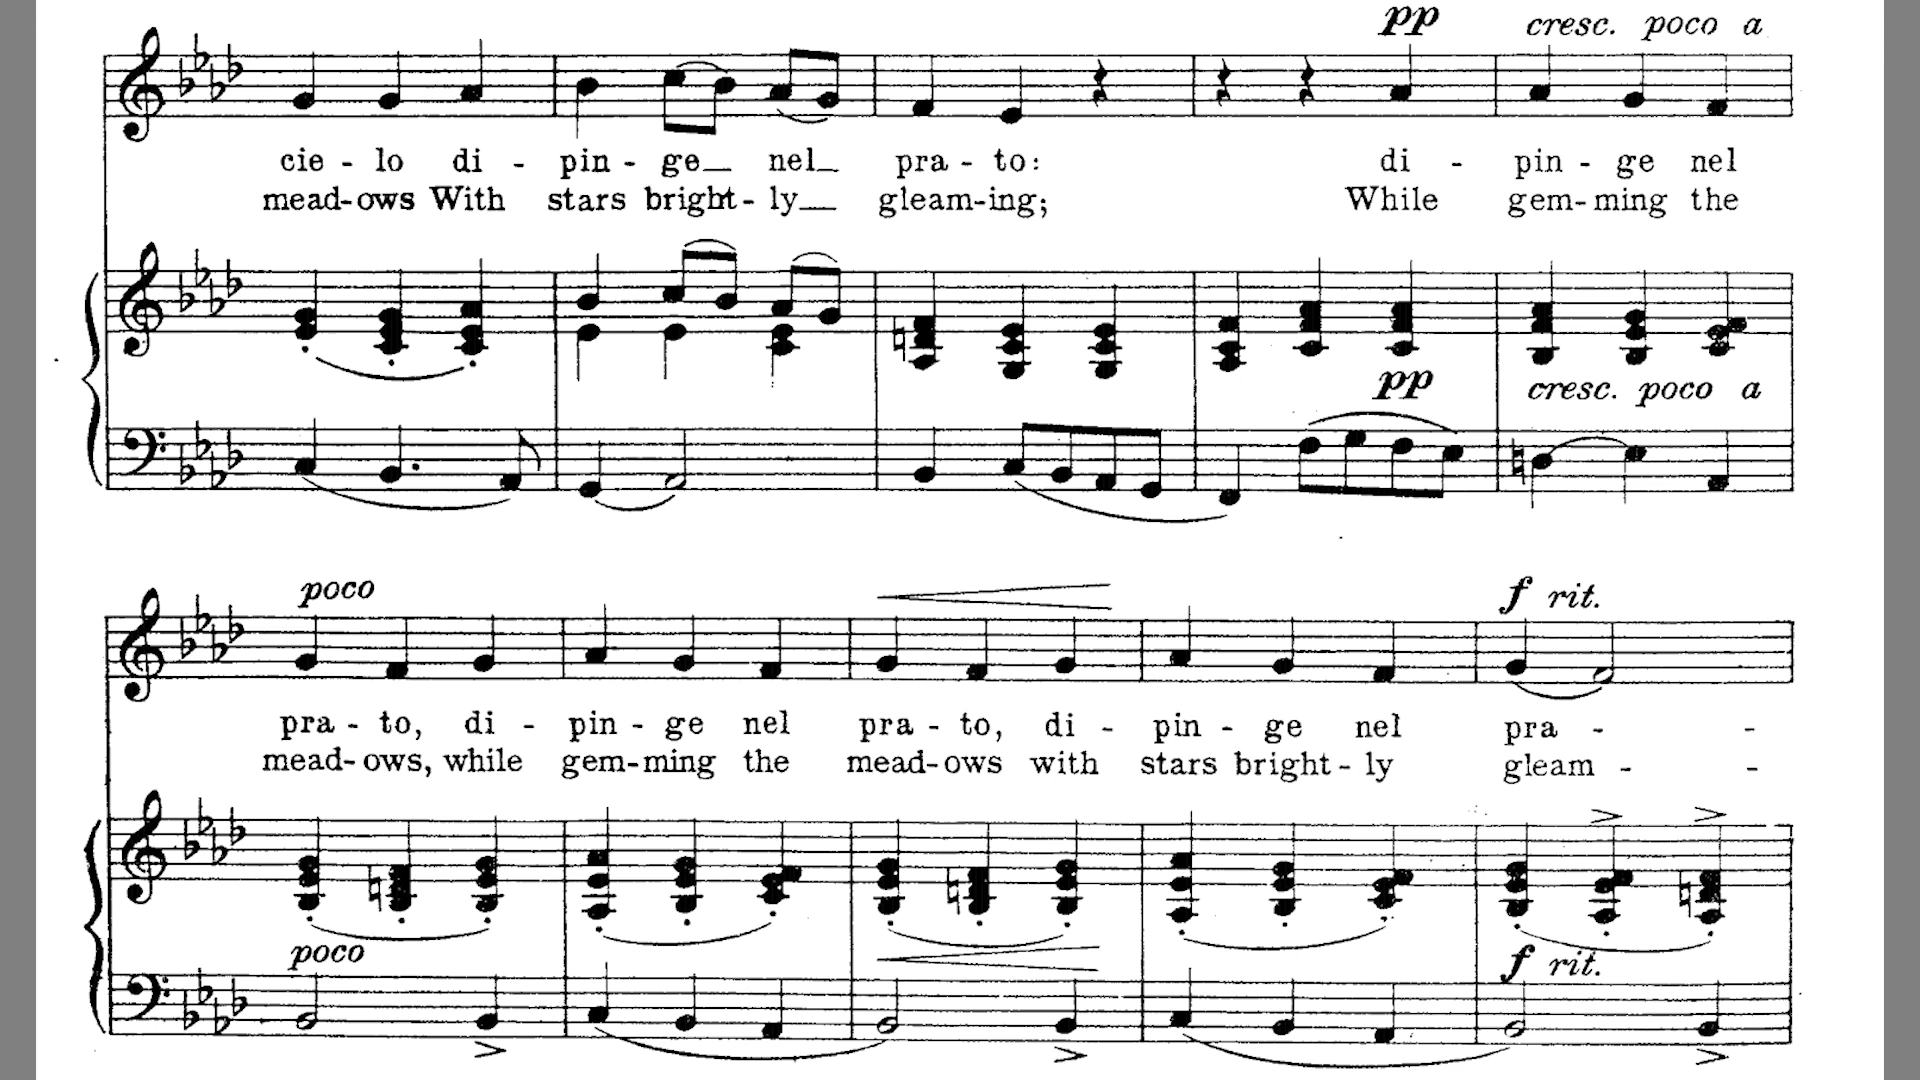 pp cresc. poco a
cie - lo di - pin - ge nel pra - to: di - pin - ge nel
mead-ows With stars bright-ly gleam-ing; While gem-ming the
pp cresc. poco a
poco f rit.
pra - to, di - pin - ge nel pra - to, di - pin - ge nel pra - -
mead-ows, while gem-ming the mead-ows with stars bright-ly gleam - -
poco f rit.